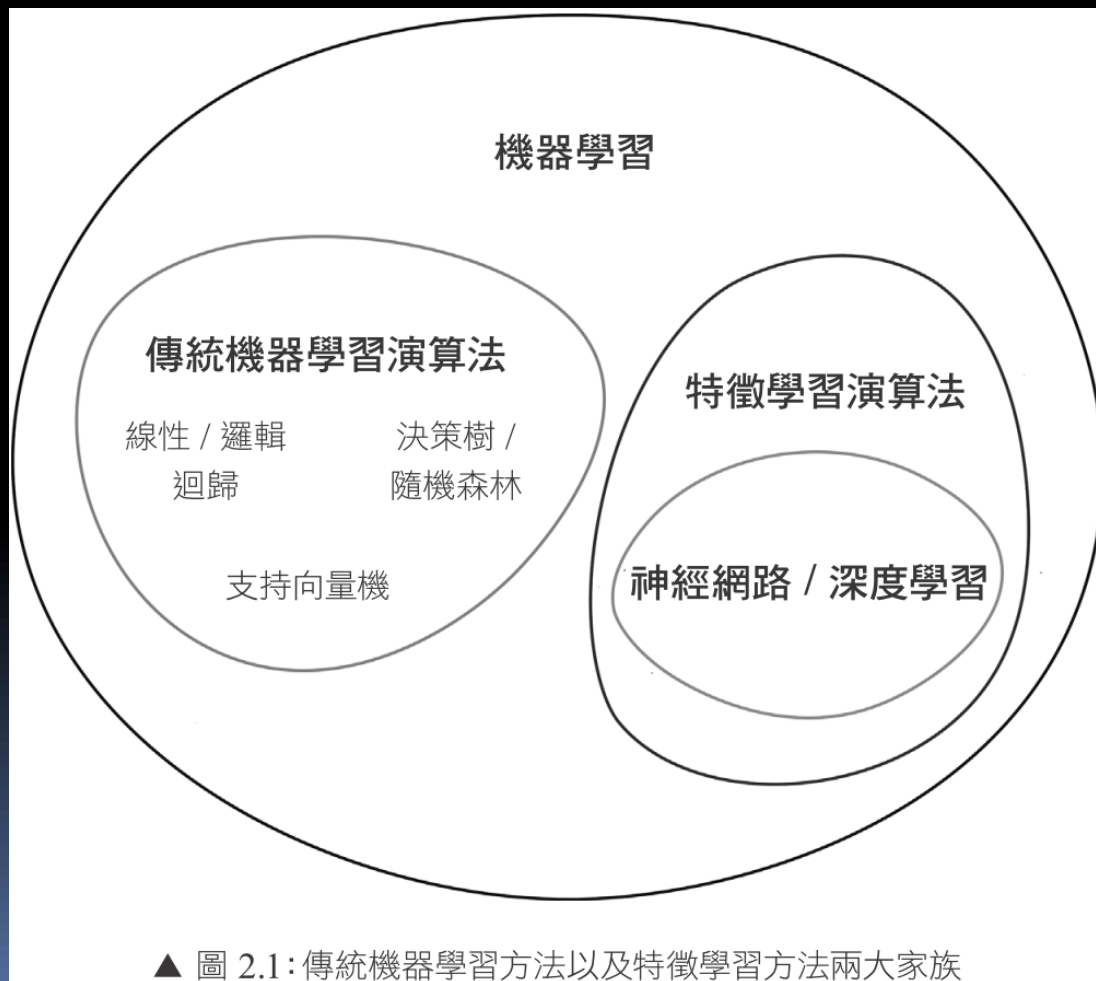 機器學習
傳統機器學習演算法
線性 / 邏輯
迴歸
決策樹 /
隨機森林
支持向量機
特徵學習演算法
神經網路 / 深度學習
▲ 圖 2.1：傳統機器學習方法以及特徵學習方法兩大家族